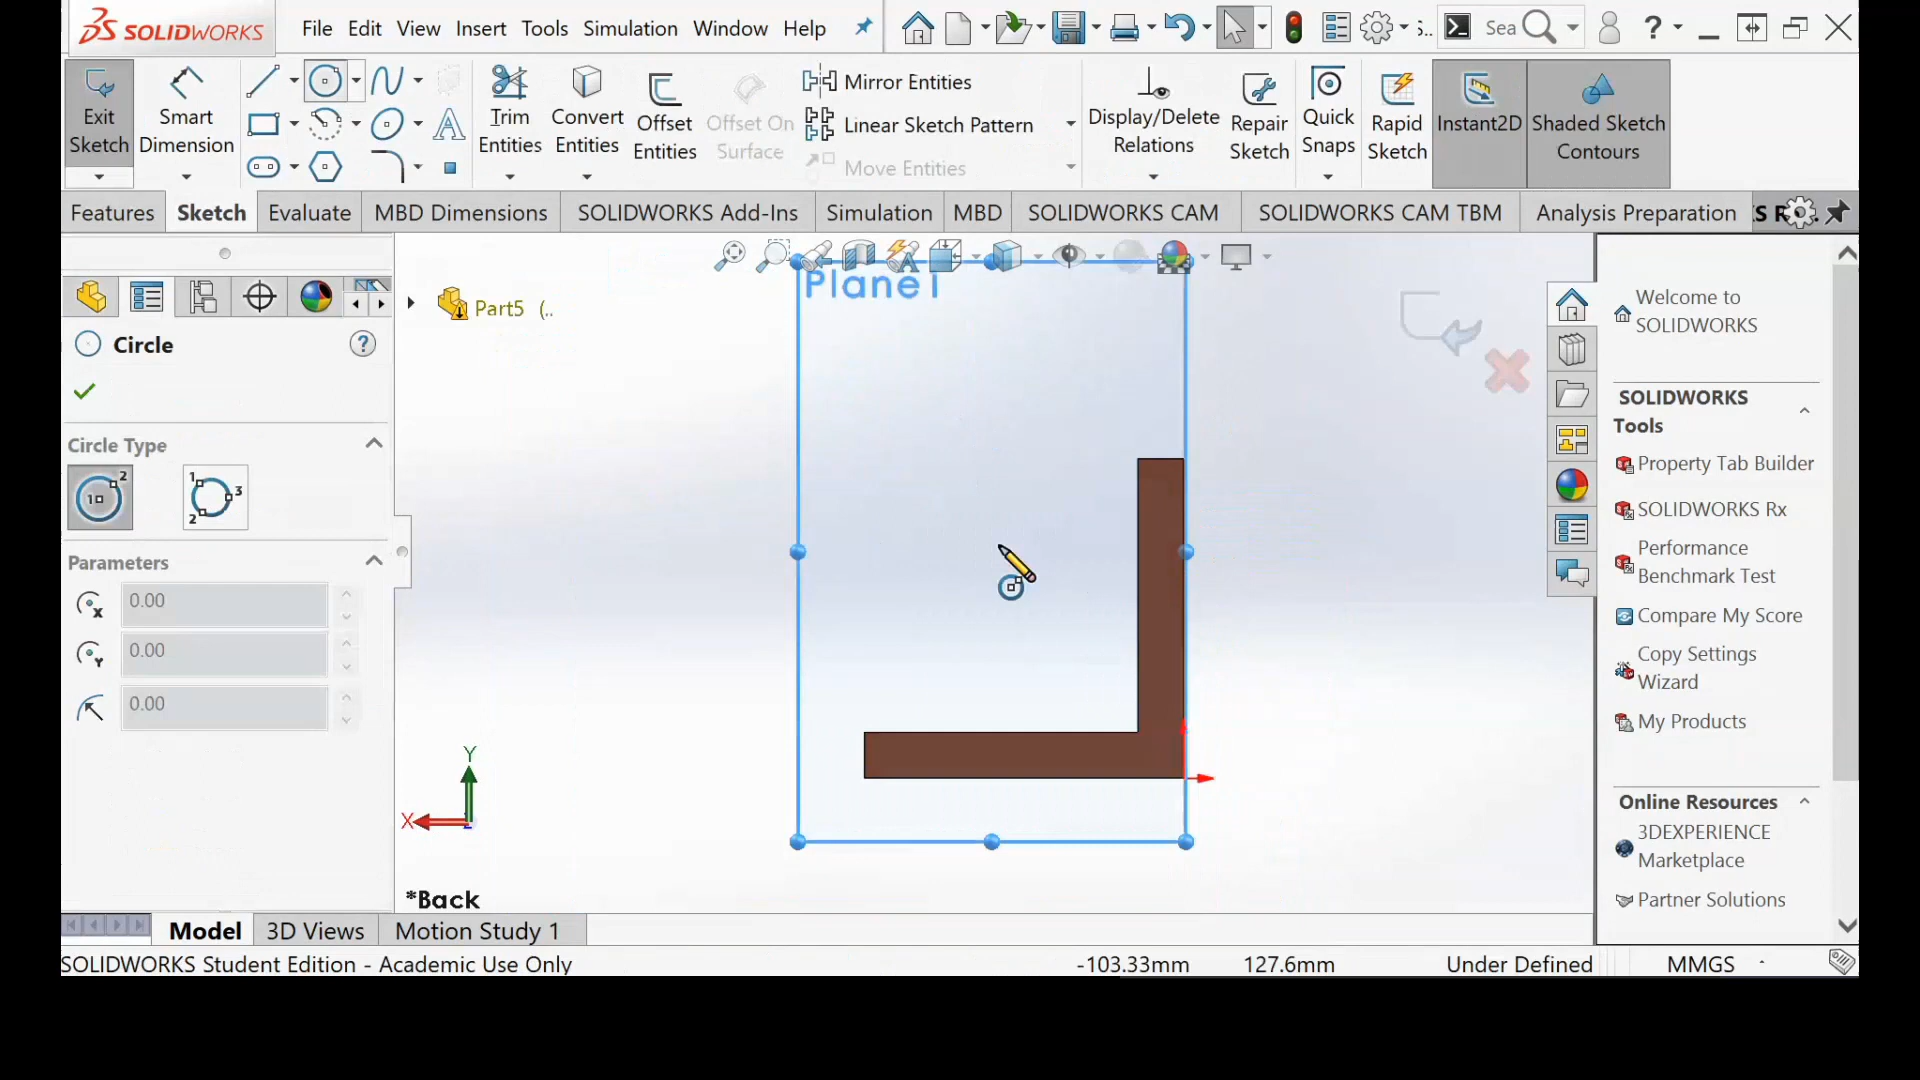 SOLIDWORKS File Edit View Insert Tools Simulation Window Help S.. Sea ?
Exit Sketch
Smart Dimension
Trim Entities
Convert Entities
Offset Entities
Offset On Surface
Mirror Entities
Linear Sketch Pattern
Move Entities
Display/Delete Relations
Repair Sketch
Quick Snaps
Rapid Sketch
Instant2D
Shaded Sketch Contours
Features Sketch Evaluate MBD Dimensions SOLIDWORKS Add-Ins Simulation MBD SOLIDWORKS CAM SOLIDWORKS CAM TBM Analysis Preparation
Circle ?
Circle Type
1 2
1 2 3
Parameters
X 0.00
Y 0.00
0.00
Part5 (..
Plane1
Y
X
*Back
Welcome to
SOLIDWORKS
SOLIDWORKS
Tools
Property Tab Builder
SOLIDWORKS Rx
Performance
Benchmark Test
Compare My Score
Copy Settings
Wizard
My Products
Online Resources
3DEXPERIENCE
Marketplace
Partner Solutions
Model 3D Views Motion Study 1
SOLIDWORKS Student Edition - Academic Use Only -103.33mm 127.6mm Under Defined MMGS